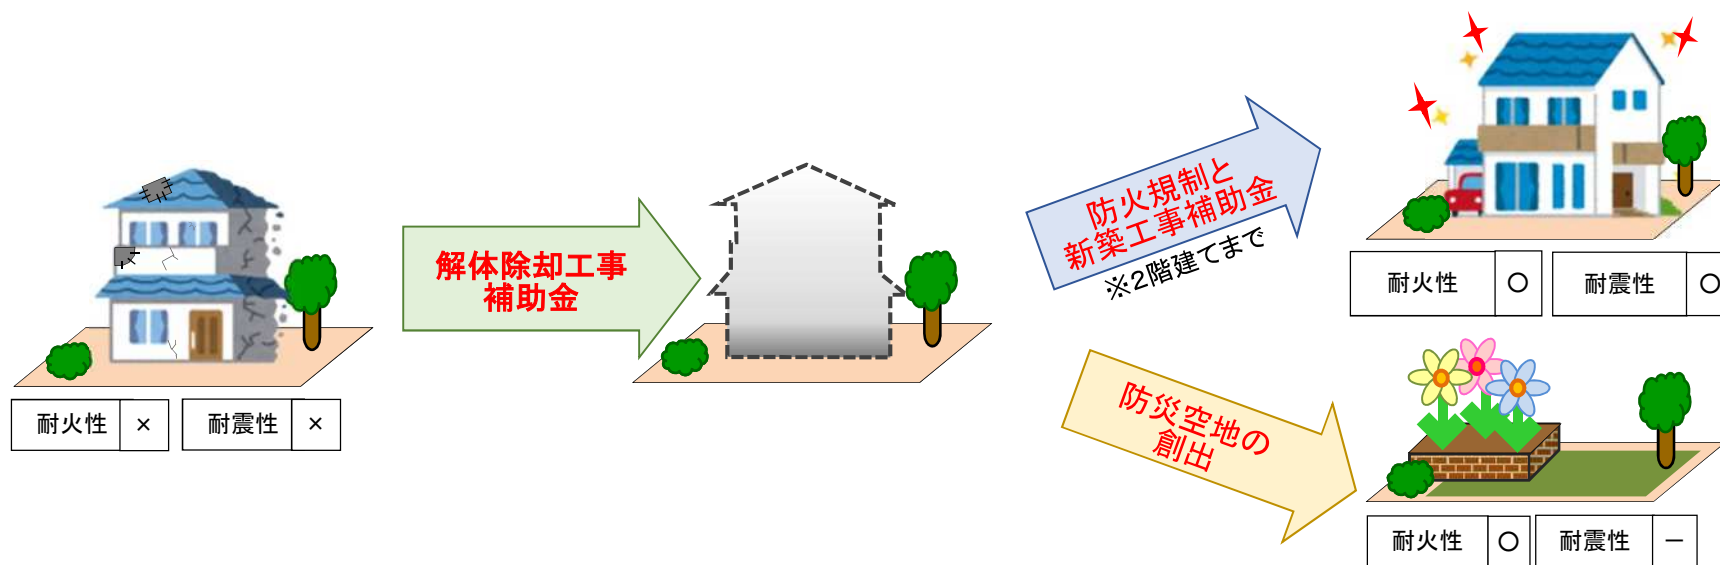 解体除却工事
補助金
防火規制と
新築工事補助金
※2階建てまで
防災空地の
創出
耐火性 × 耐震性 ×
耐火性 〇 耐震性 〇
耐火性 〇 耐震性 －